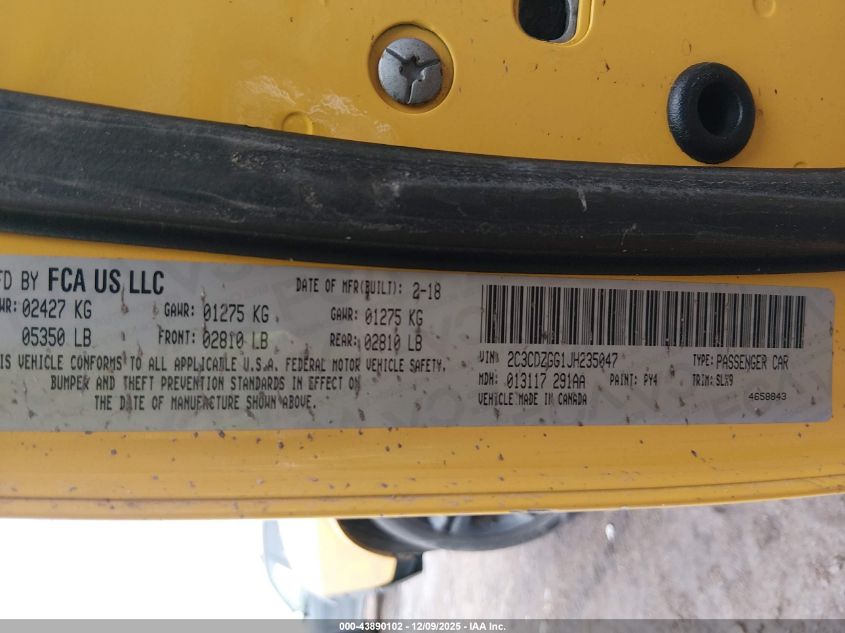 FD BY FCA US LLC DATE OF MFR(BUILT): 2-18
WR: 02427 KG GAWR: 01275 KG GAWR: 01275 KG
05350 LB FRONT: 02810 LB REAR: 02810 LB
IS VEHICLE CONFORMS TO ALL APPLICABLE U.S.A. FEDERAL MOTOR VEHICLE SAFETY,
BUMPER AND THEFT PREVENTION STANDARDS IN EFFECT ON
THE DATE OF MANUFACTURE SHOWN ABOVE.
VIN: 2C3CDZGG1JH235047 TYPE: PASSENGER CAR
MDH: 013117 291AA PAINT: PY4 TRIM: SLX9
VEHICLE MADE IN CANADA 4658843
000-43890102 - 12/09/2025 - IAA Inc.